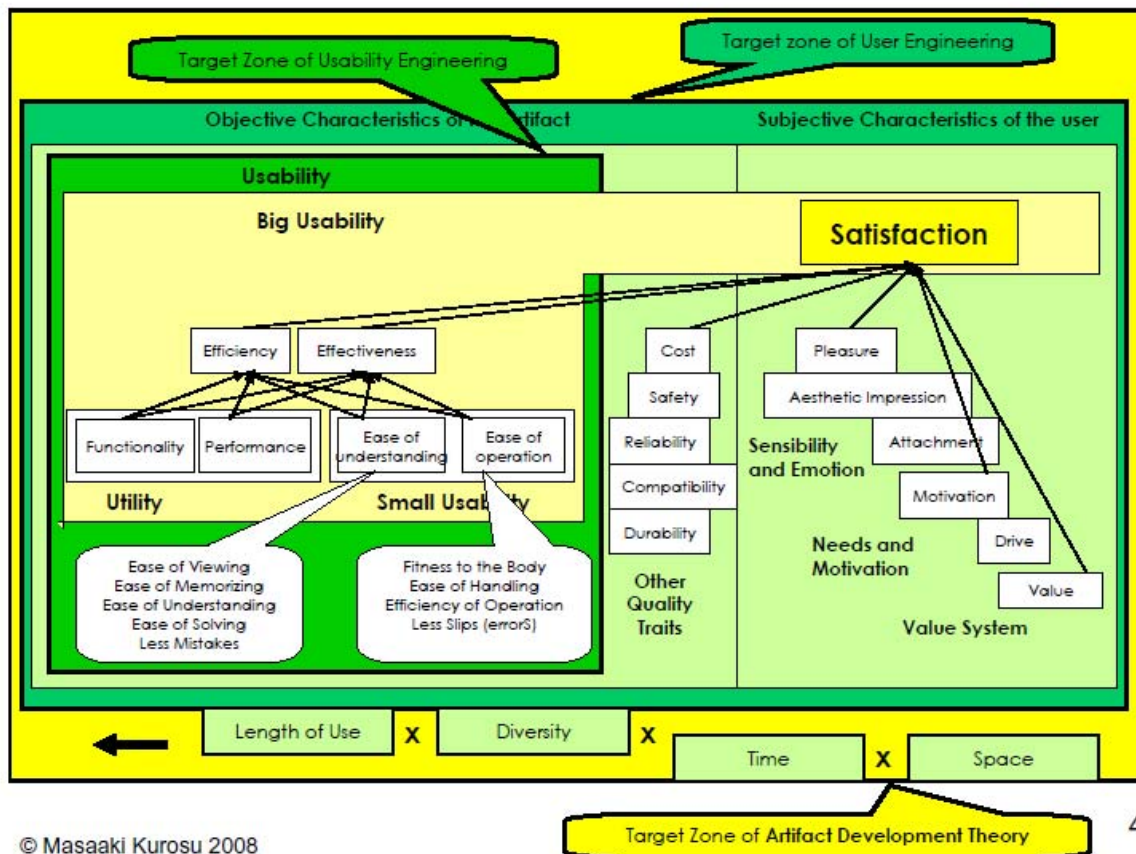 Target Zone of Usability Engineering
Target zone of User Engineering
Objective Characteristics of
artifact
Subjective Characteristics of the user
Usability
Big Usability
Satisfaction
Efficiency
Effectiveness
Cost
Pleasure
Safety
Aesthetic Impression
Functionality
Performance
Ease of
understanding
Ease of
operation
Reliability
Sensibility
and Emotion
Attachment
Compatibility
Motivation
Utility
Small Usability
Durability
Needs and
Motivation
Drive
Value
Other
Quality
Traits
Value System
Ease of Viewing
Ease of Memorizing
Ease of Understanding
Ease of Solving
Less Mistakes
Fitness to the Body
Ease of Handling
Efficiency of Operation
Less Slips (errorS)
Length of Use X Diversity X
Time X Space
Target Zone of Artifact Development Theory
© Masaaki Kurosu 2008
4